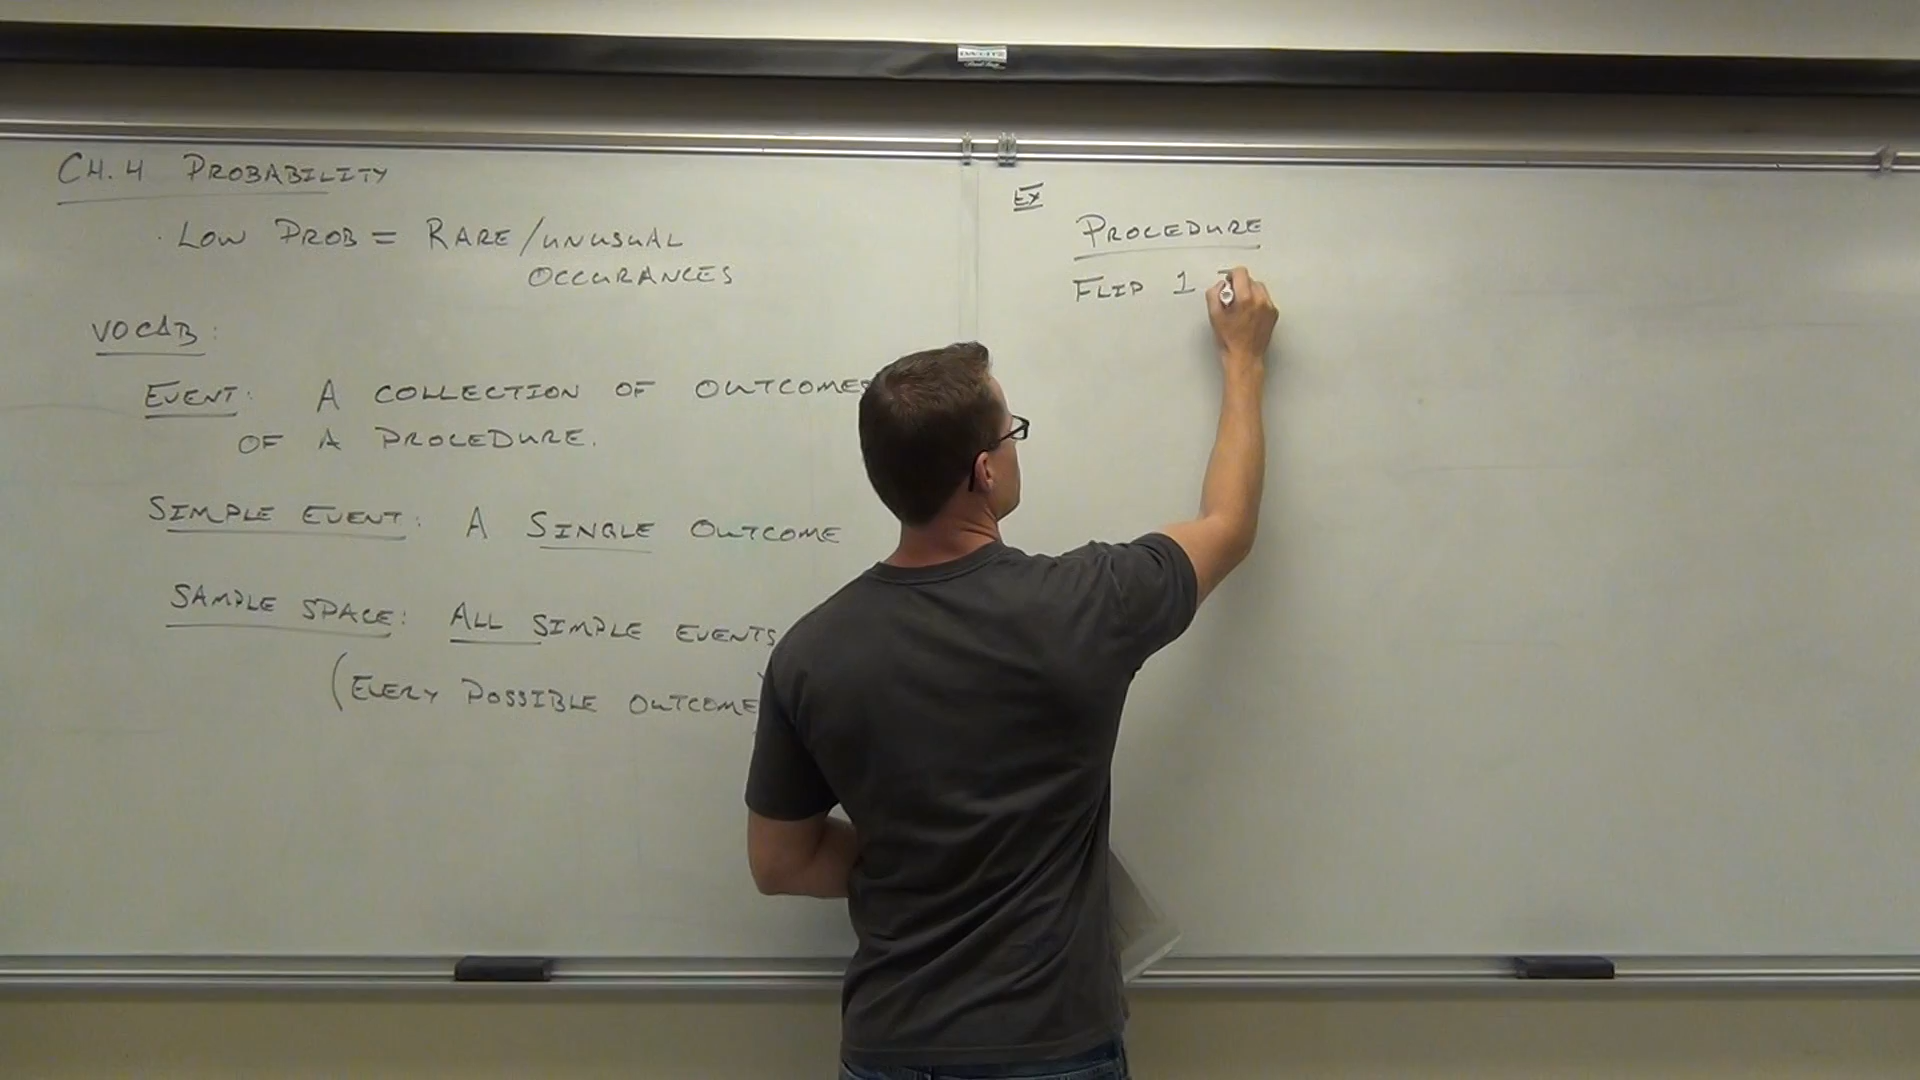 CH.4 PROBABILITY
· LOW PROB = RARE/UNUSUAL
OCCURANCES
VOCAB:
EVENT: A COLLECTION OF OUTCOMES
OF A PROCEDURE.
SIMPLE EVENT: A SINGLE OUTCOME
SAMPLE SPACE: ALL SIMPLE EVENTS
(EVERY POSSIBLE OUTCOME
EX
PROCEDURE
FLIP 1